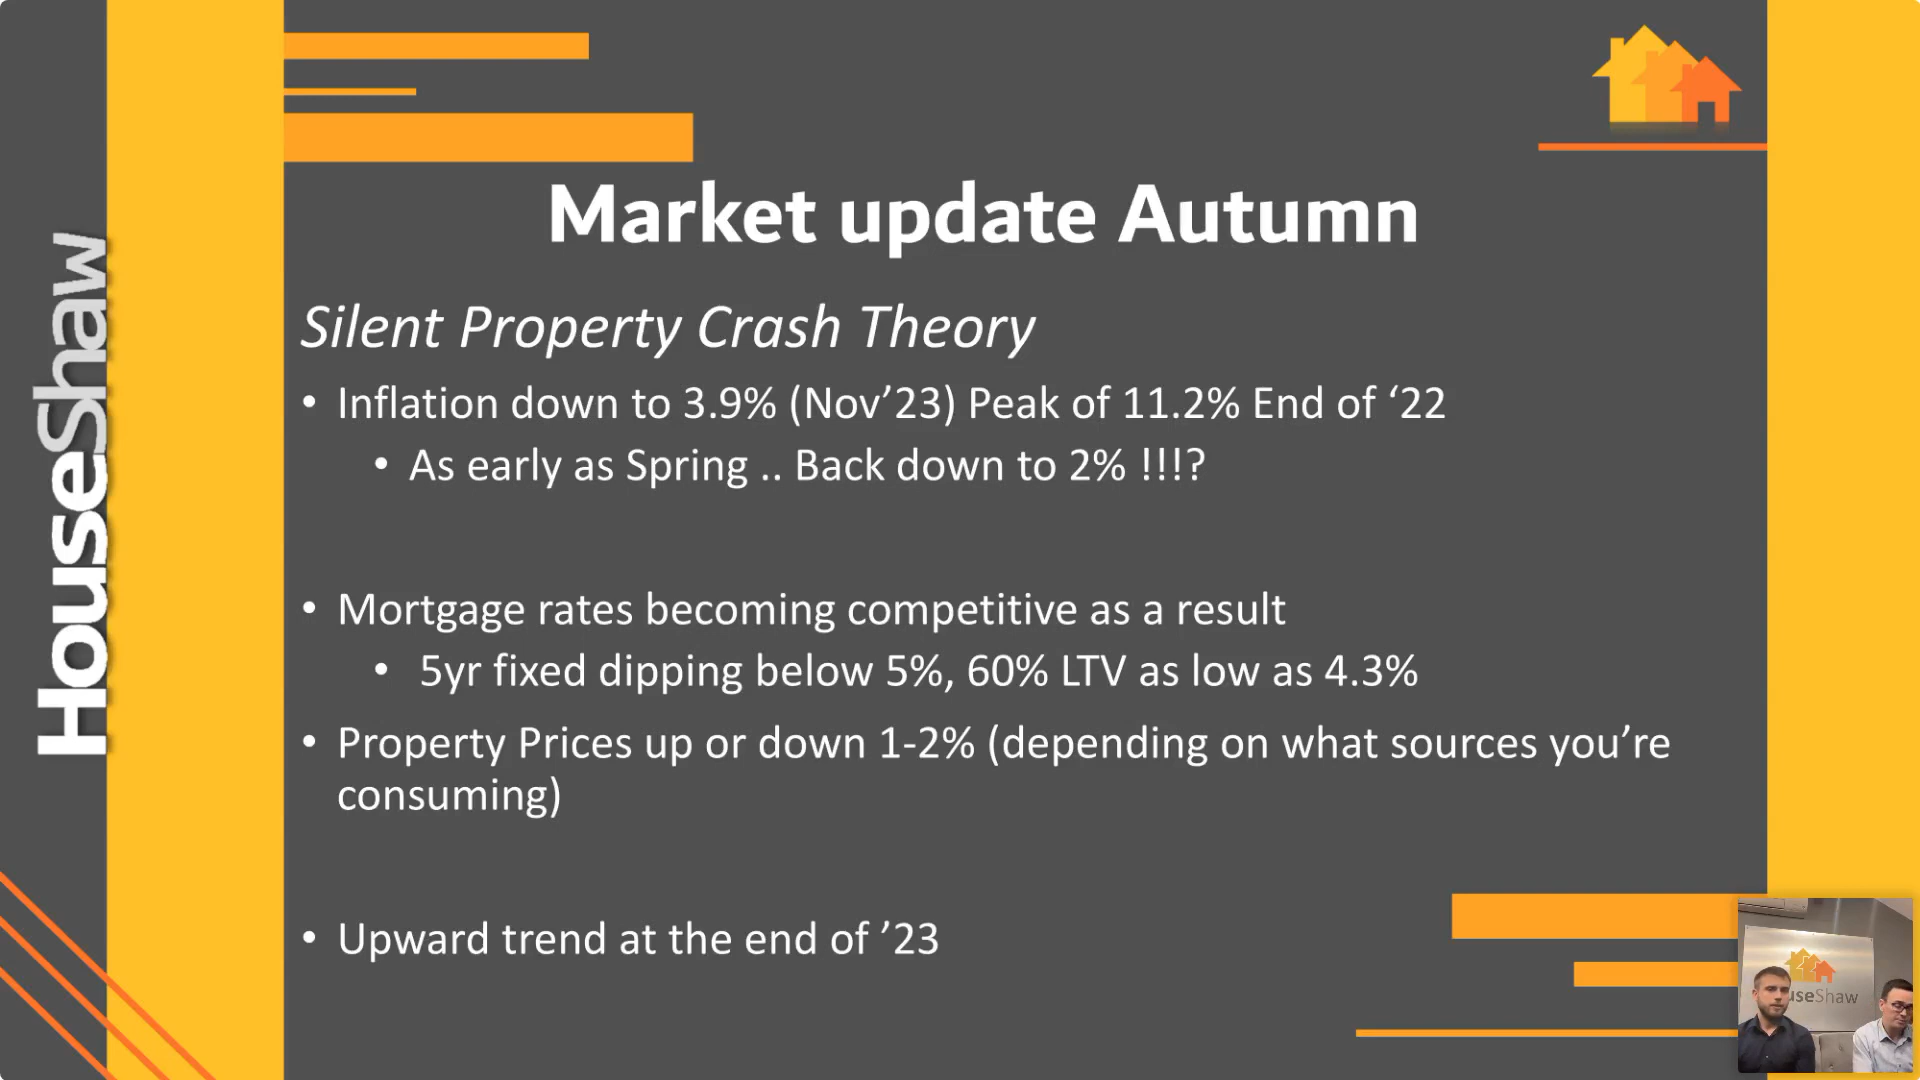 HouseShaw
Market update Autumn
Silent Property Crash Theory
• Inflation down to 3.9% (Nov’23) Peak of 11.2% End of ‘22
• As early as Spring .. Back down to 2% !!!?
• Mortgage rates becoming competitive as a result
• 5yr fixed dipping below 5%, 60% LTV as low as 4.3%
• Property Prices up or down 1-2% (depending on what sources you’re
consuming)
• Upward trend at the end of ’23
useShaw